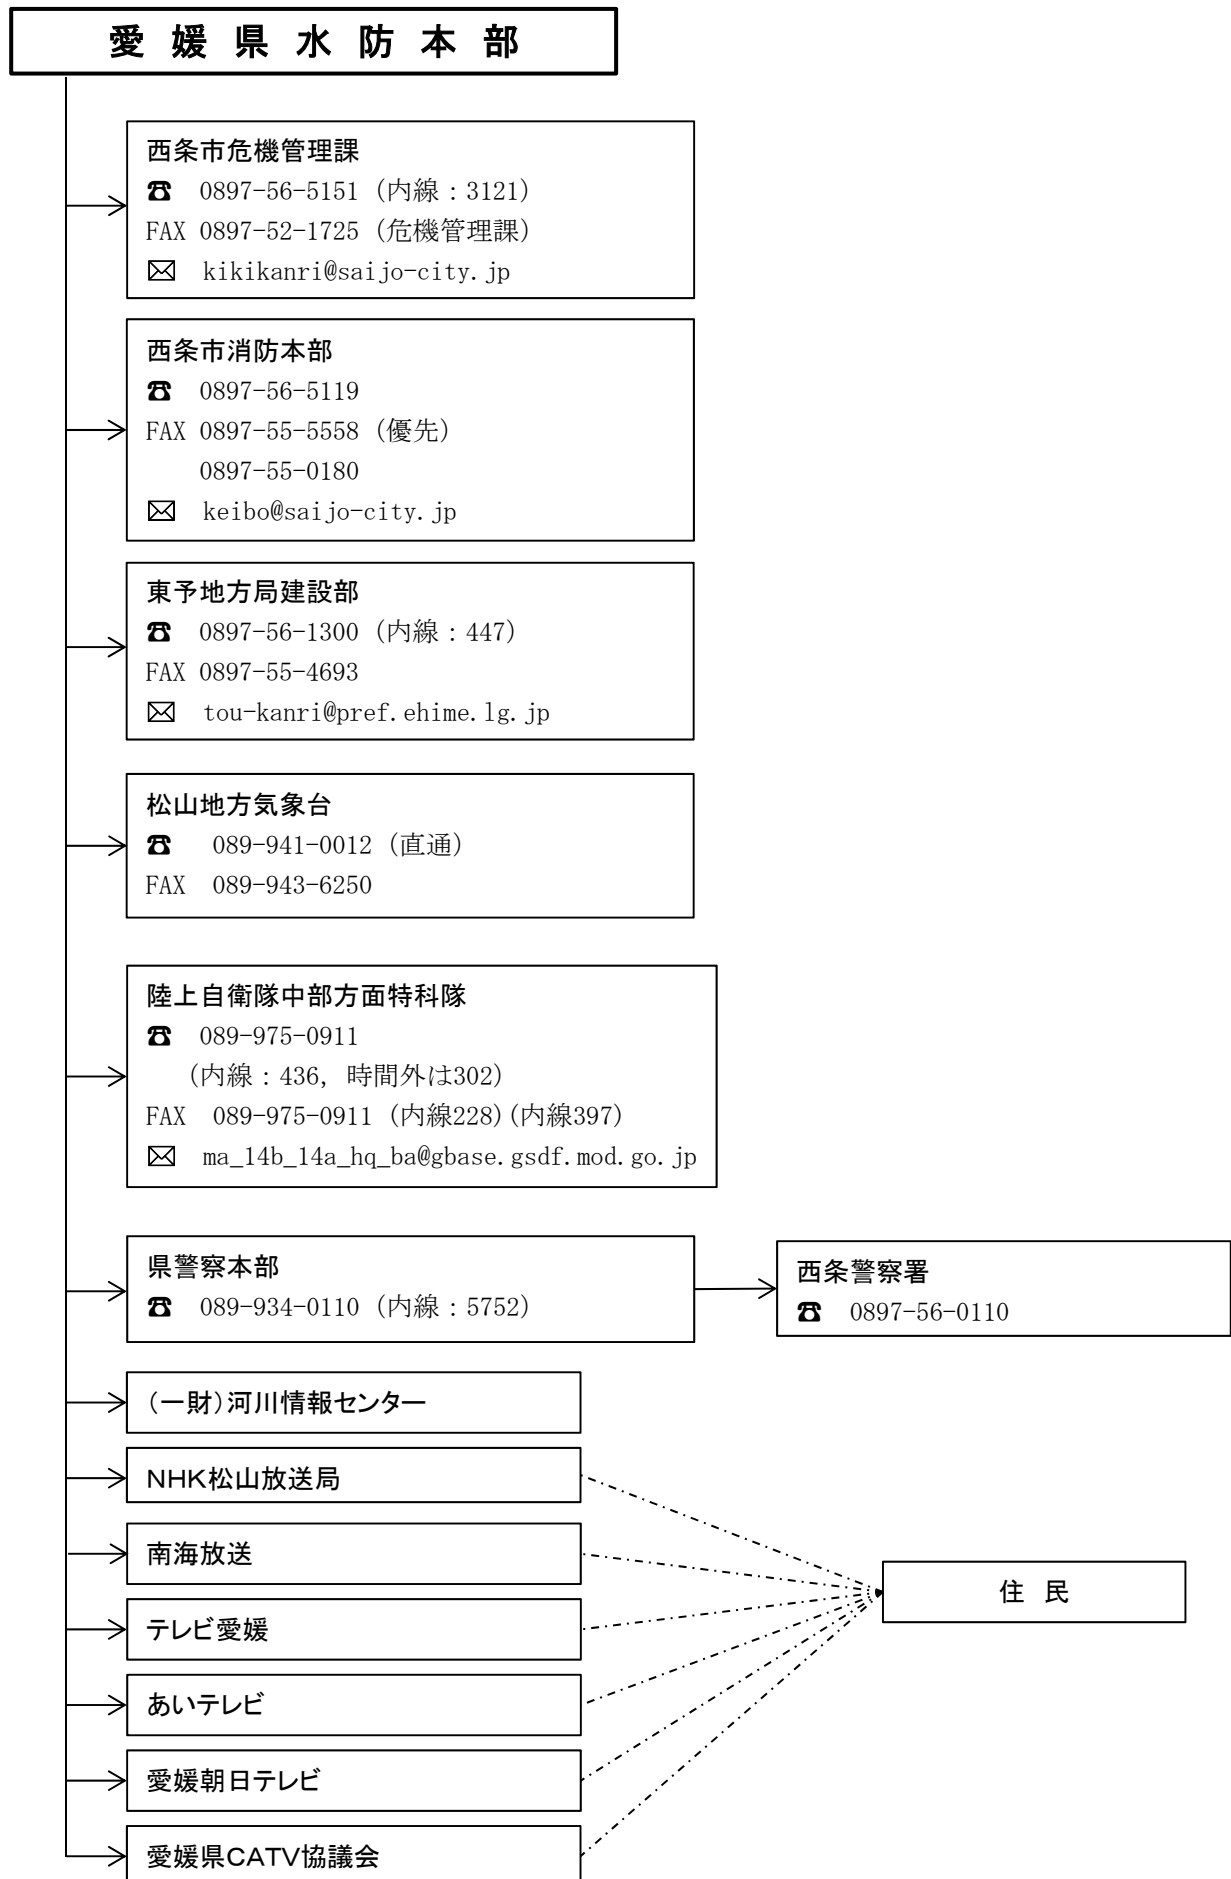 愛媛県水防本部
西条市危機管理課
☎ 0897-56-5151（内線：3121）
FAX 0897-52-1725（危機管理課）
✉ kikikanri@saijo-city.jp
西条市消防本部
☎ 0897-56-5119
FAX 0897-55-5558（優先）
0897-55-0180
✉ keibo@saijo-city.jp
東予地方局建設部
☎ 0897-56-1300（内線：447）
FAX 0897-55-4693
✉ tou-kanri@pref.ehime.lg.jp
松山地方気象台
☎ 089-941-0012（直通）
FAX 089-943-6250
陸上自衛隊中部方面特科隊
☎ 089-975-0911
（内線：436，時間外は302）
FAX 089-975-0911（内線228）（内線397）
✉ ma_14b_14a_hq_ba@gbase.gsdf.mod.go.jp
県警察本部
☎ 089-934-0110（内線：5752）
西条警察署
☎ 0897-56-0110
（一財）河川情報センター
NHK松山放送局
南海放送
テレビ愛媛
あいテレビ
愛媛朝日テレビ
愛媛県CATV協議会
住民